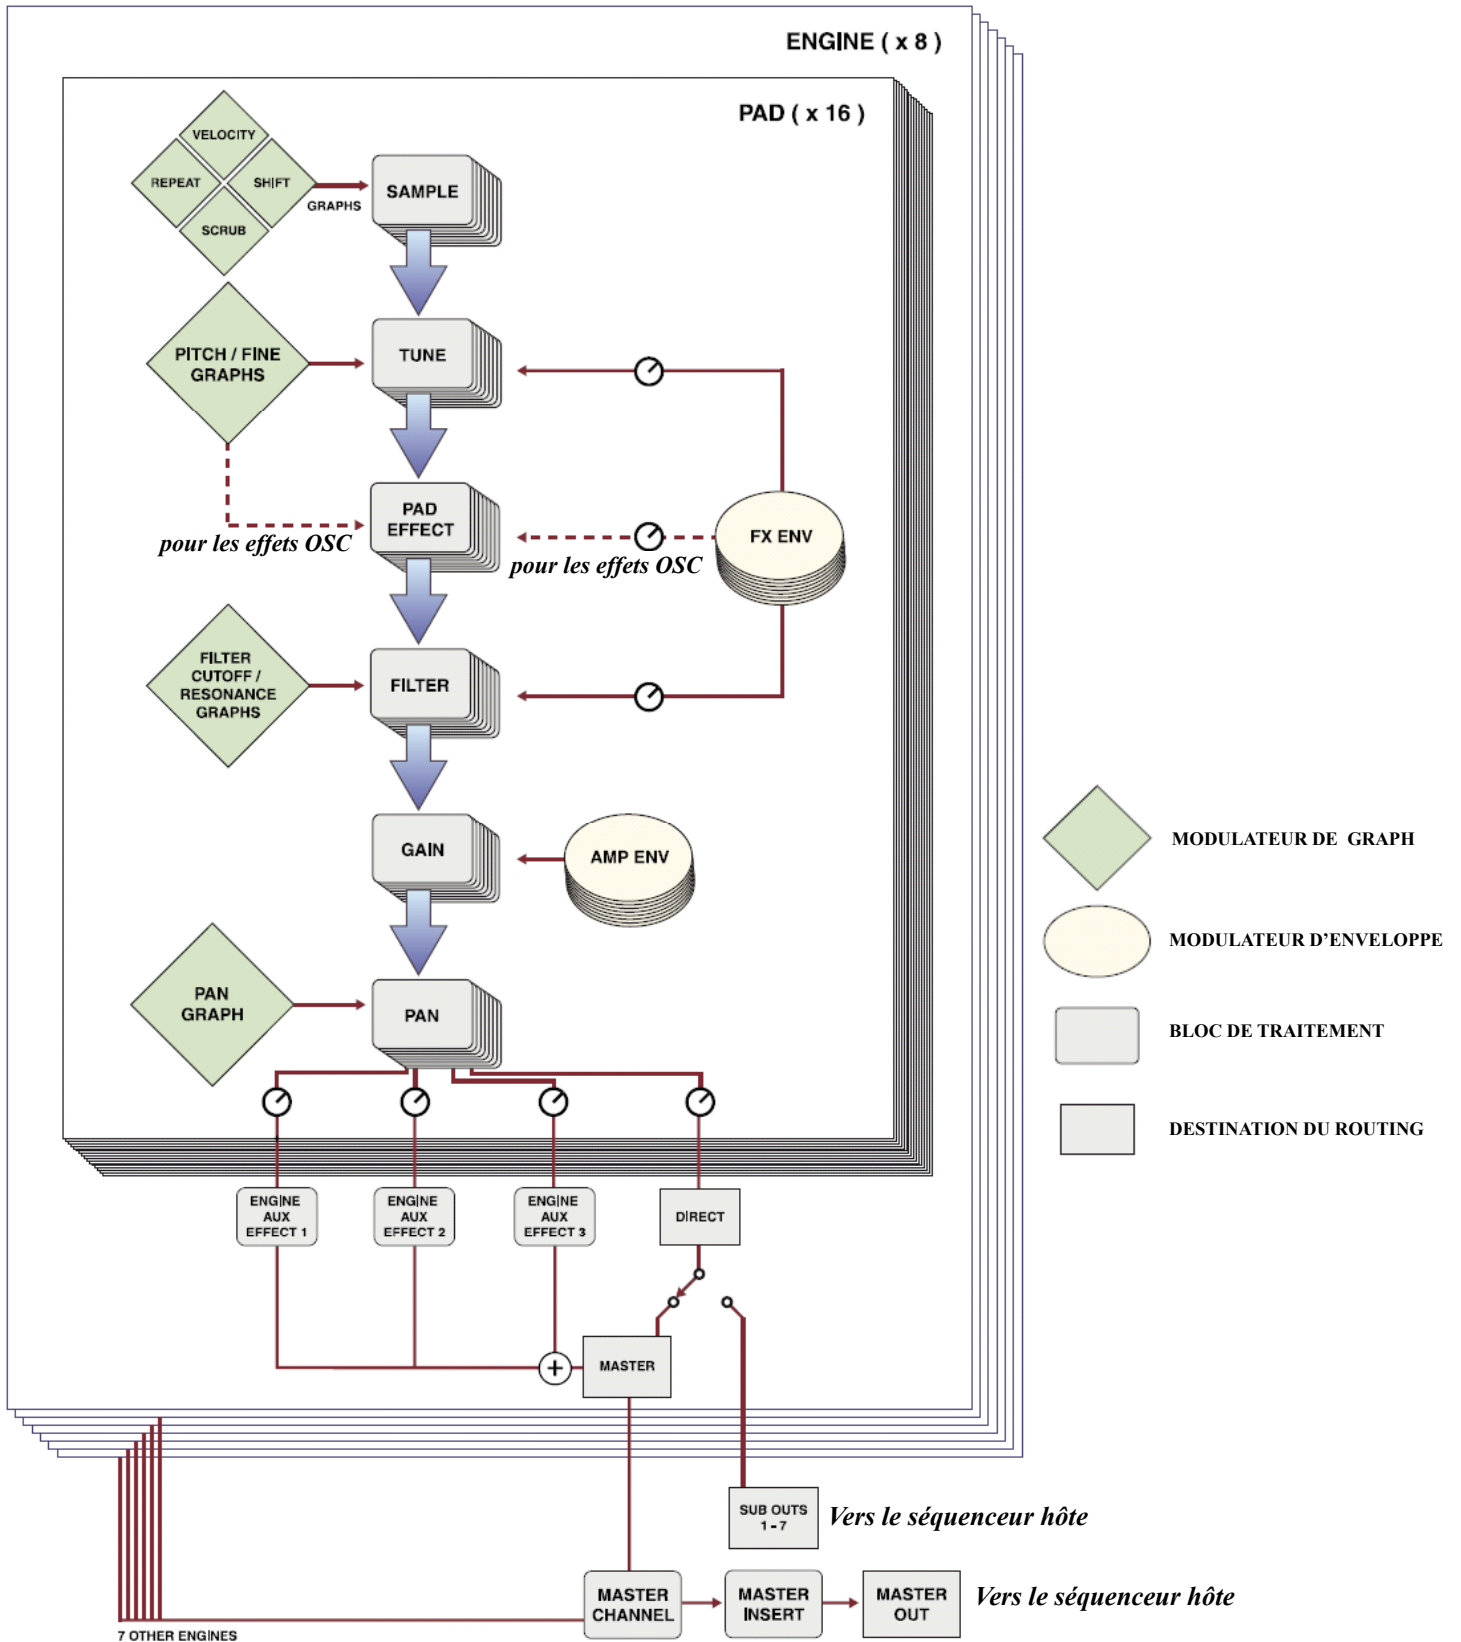 ENGINE ( x 8 )
PAD ( x 16 )
VELOCITY
REPEAT
SHIFT
SCRUB
GRAPHS
SAMPLE
PITCH / FINE
GRAPHS
TUNE
PAD
EFFECT
FX ENV
pour les effets OSC
pour les effets OSC
FILTER
CUTOFF /
RESONANCE
GRAPHS
FILTER
GAIN
AMP ENV
MODULATEUR DE GRAPH
MODULATEUR D’ENVELOPPE
PAN
GRAPH
PAN
BLOC DE TRAITEMENT
DESTINATION DU ROUTING
ENGINE
AUX
EFFECT 1
ENGINE
AUX
EFFECT 2
ENGINE
AUX
EFFECT 3
DIRECT
MASTER
SUB OUTS
1 - 7
Vers le séquenceur hôte
MASTER
CHANNEL
MASTER
INSERT
MASTER
OUT
Vers le séquenceur hôte
7 OTHER ENGINES